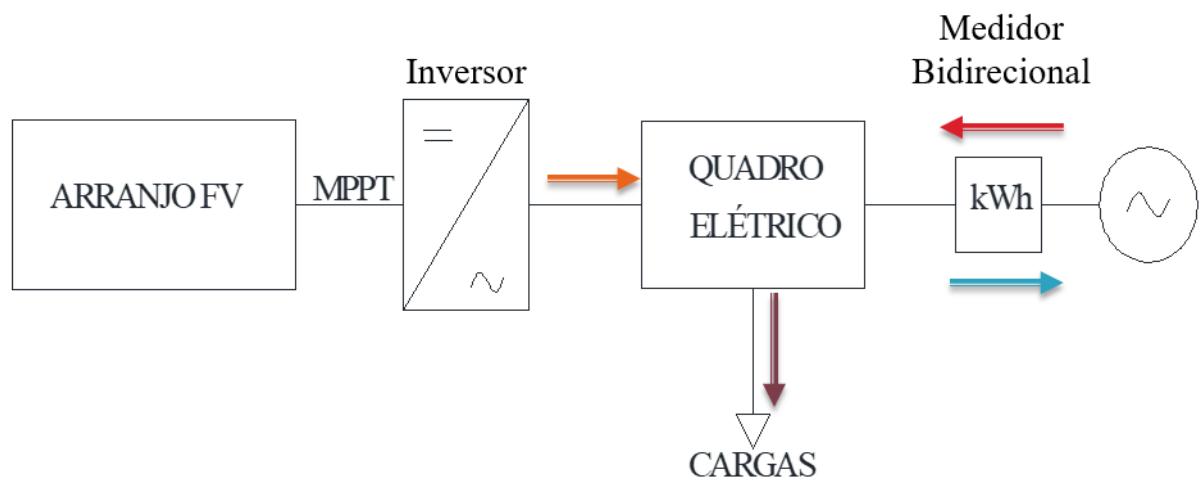 Medidor
Bidirecional
Inversor
ARRANJO FV
MPPT
QUADRO
ELÉTRICO
kWh
CARGAS